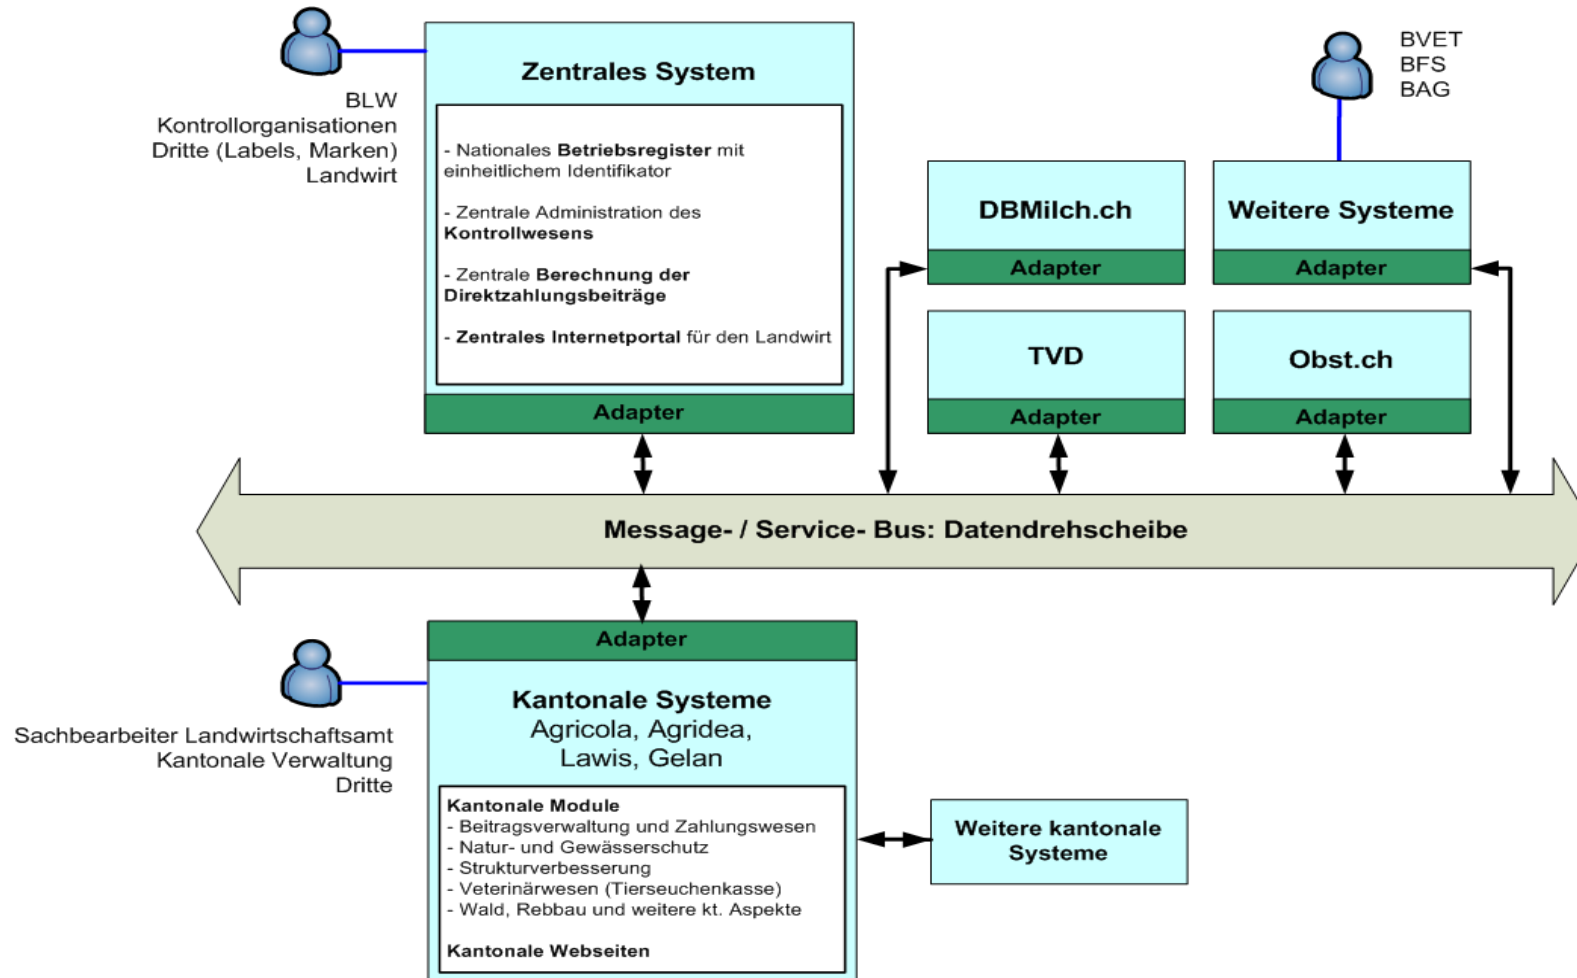 BLW
Kontrollorganisationen
Dritte (Labels, Marken)
Landwirt
Zentrales System
- Nationales Betriebsregister mit
einheitlichem Identifikator
- Zentrale Administration des
Kontrollwesens
- Zentrale Berechnung der
Direktzahlungsbeiträge
- Zentrales Internetportal für den Landwirt
Adapter
BVET
BFS
BAG
DBMilch.ch
Adapter
Weitere Systeme
Adapter
TVD
Adapter
Obst.ch
Adapter
Message- / Service- Bus: Datendrehscheibe
Sachbearbeiter Landwirtschaftsamt
Kantonale Verwaltung
Dritte
Adapter
Kantonale Systeme
Agricola, Agridea,
Lawis, Gelan
Kantonale Module
- Beitragsverwaltung und Zahlungswesen
- Natur- und Gewässerschutz
- Strukturverbesserung
- Veterinärwesen (Tierseuchenkasse)
- Wald, Rebbau und weitere kt. Aspekte
Kantonale Webseiten
Weitere kantonale
Systeme